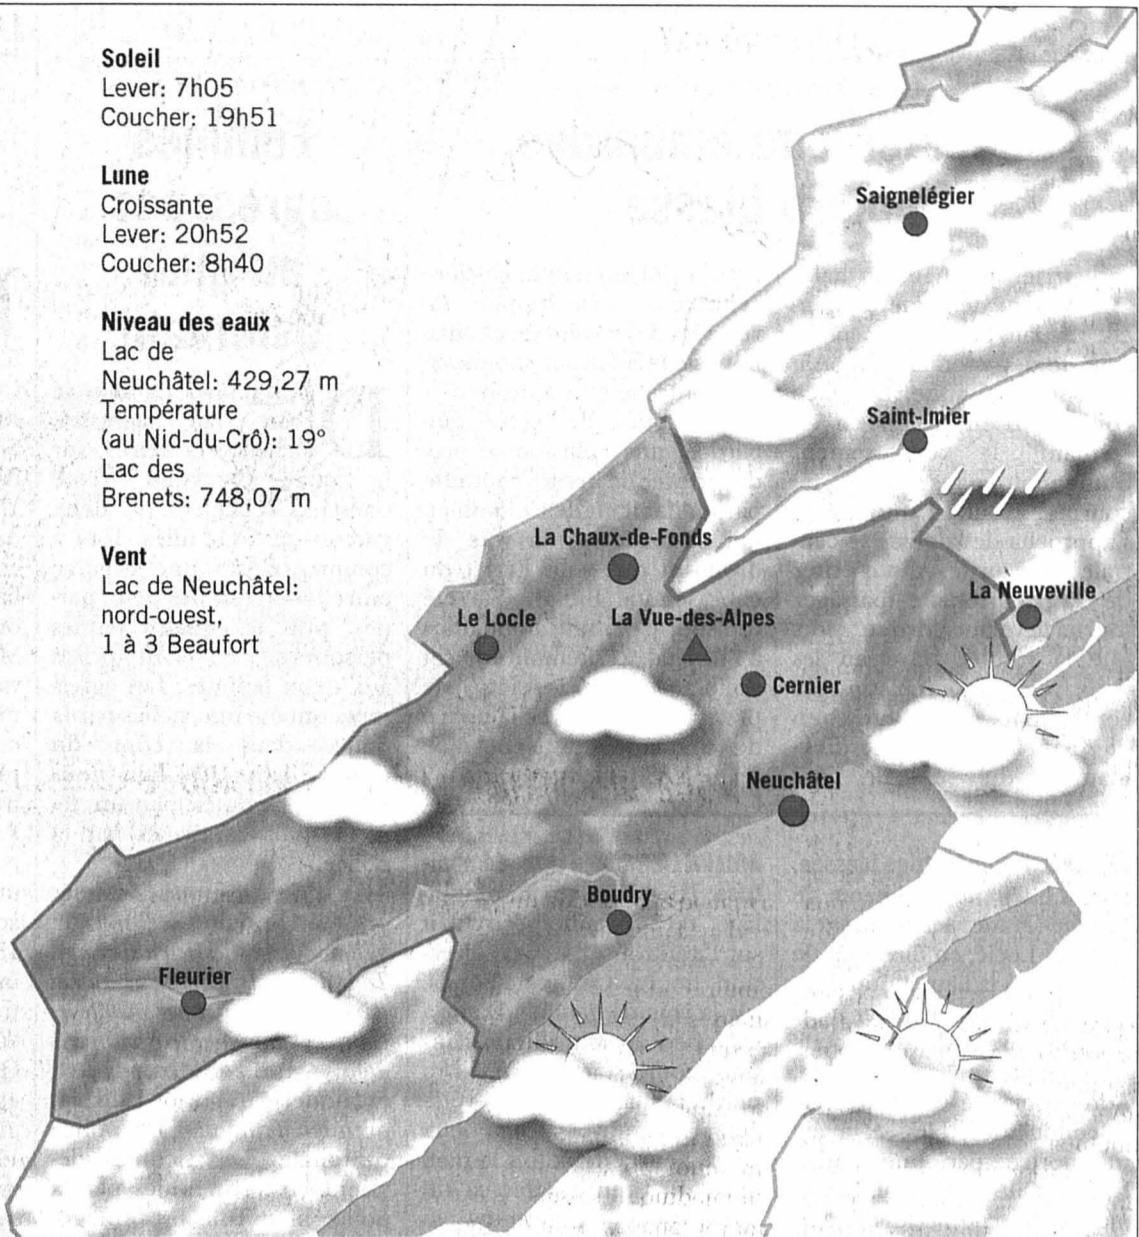 Soleil
Lever: 7h05
Coucher: 19h51
Lune
Croissante
Lever: 20h52
Coucher: 8h40
Niveau des eaux
Lac de
Neuchâtel: 429,27 m
Température
(au Nid-du-Crô): 19°
Lac des
Brenets: 748,07 m
Vent
Lac de Neuchâtel:
nord-ouest,
1 à 3 Beaufort
Saignelégier
Saint-Imier
La Chaux-de-Fonds
La Neuveville
Le Locle
La Vue-des-Alpes
Cernier
Neuchâtel
Boudry
Fleurier